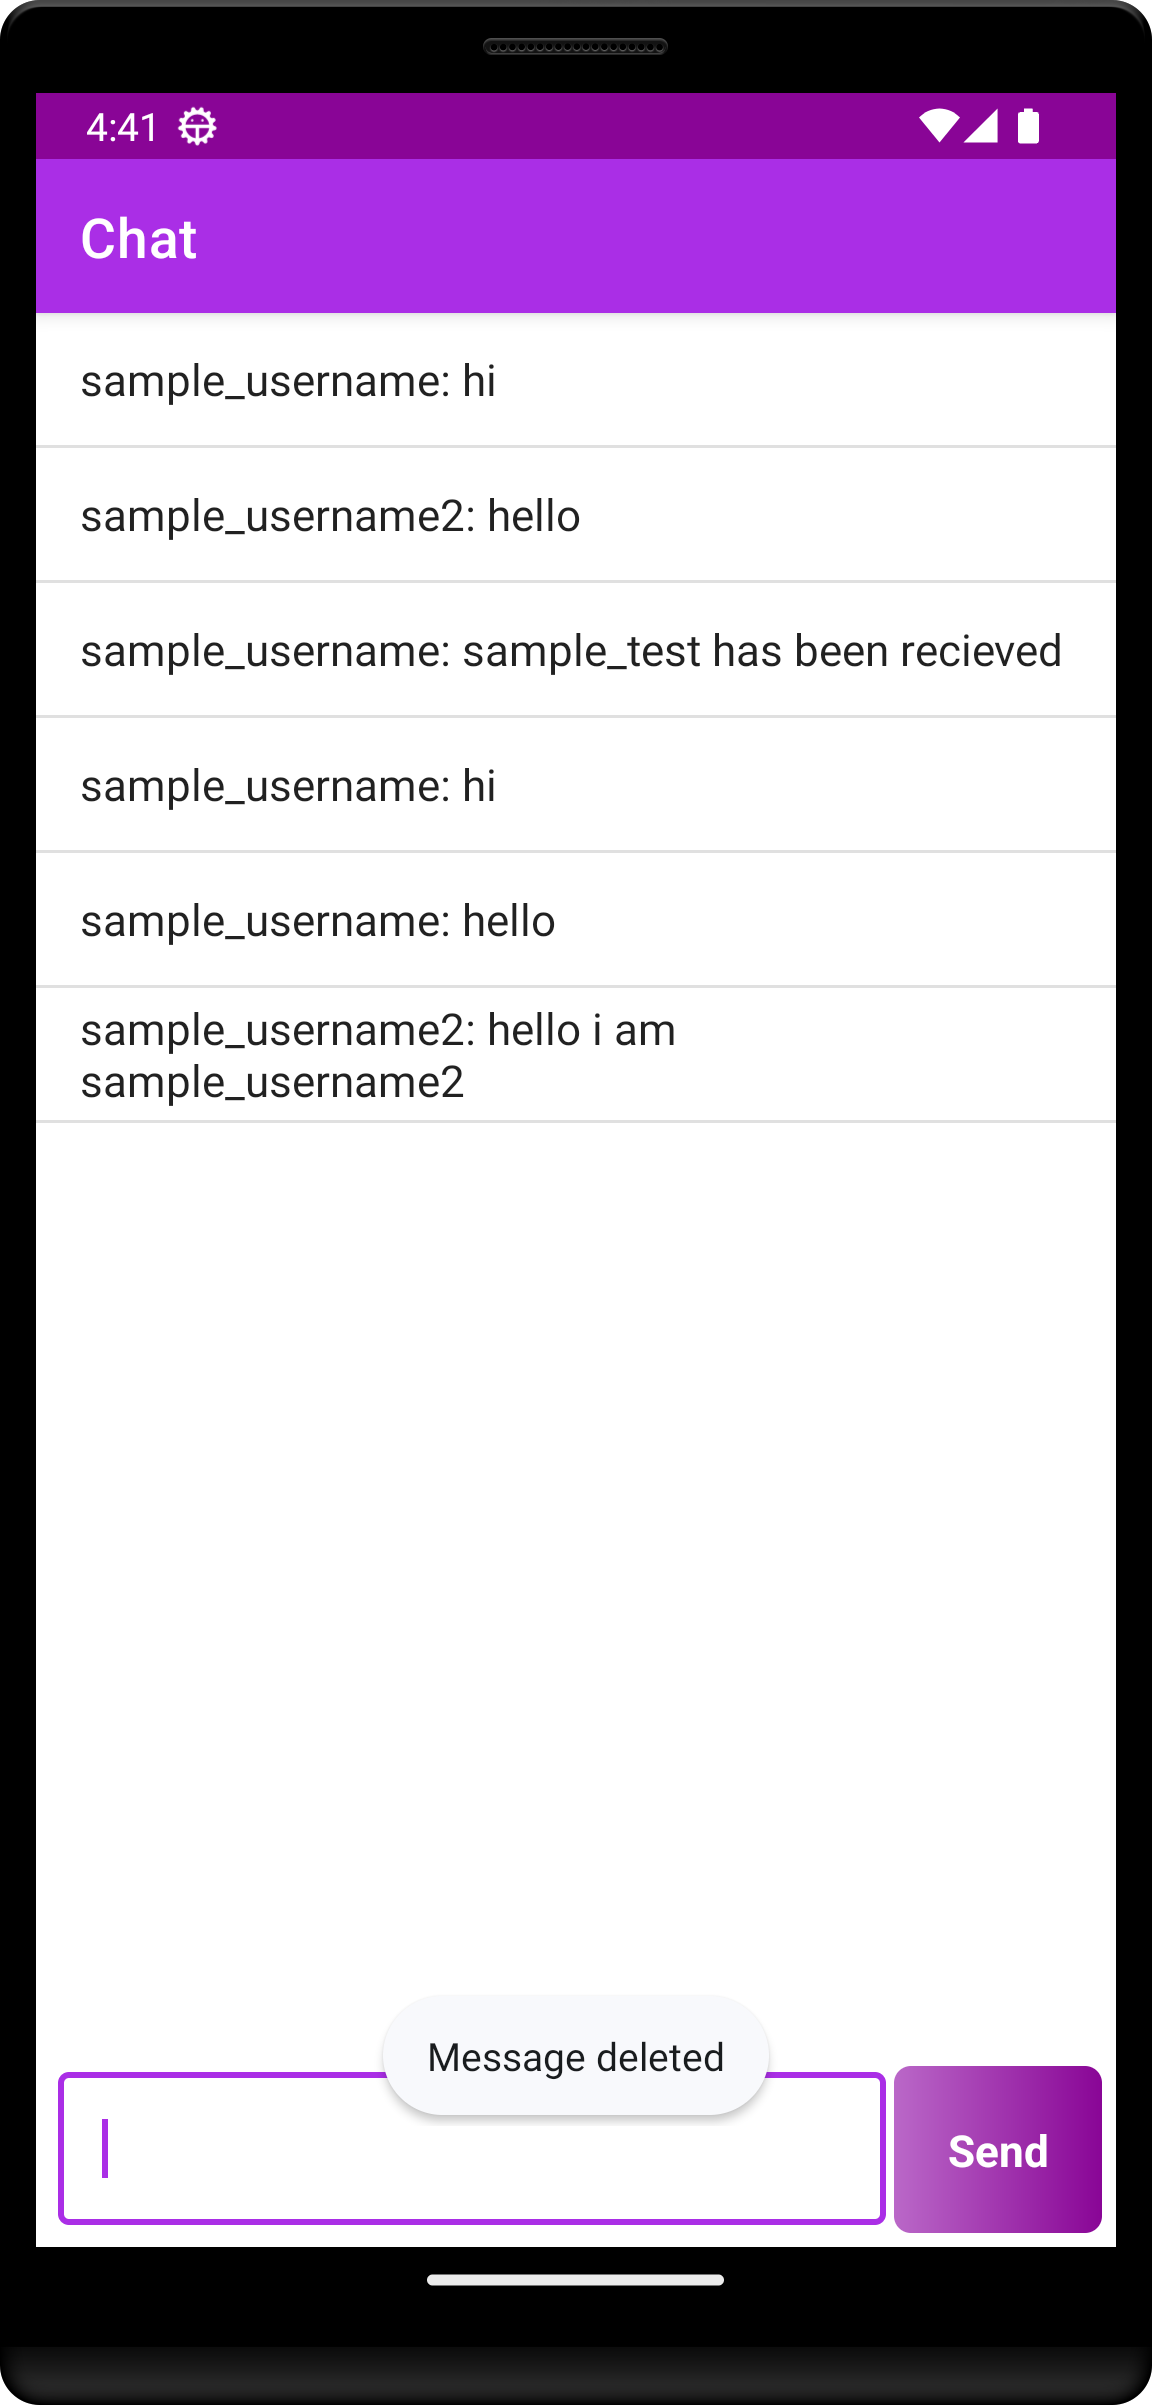 4:41
Chat
sample_username: hi
sample_username2: hello
sample_username: sample_test has been recieved
sample_username: hi
sample_username: hello
sample_username2: hello i am
sample_username2
Message deleted
Send